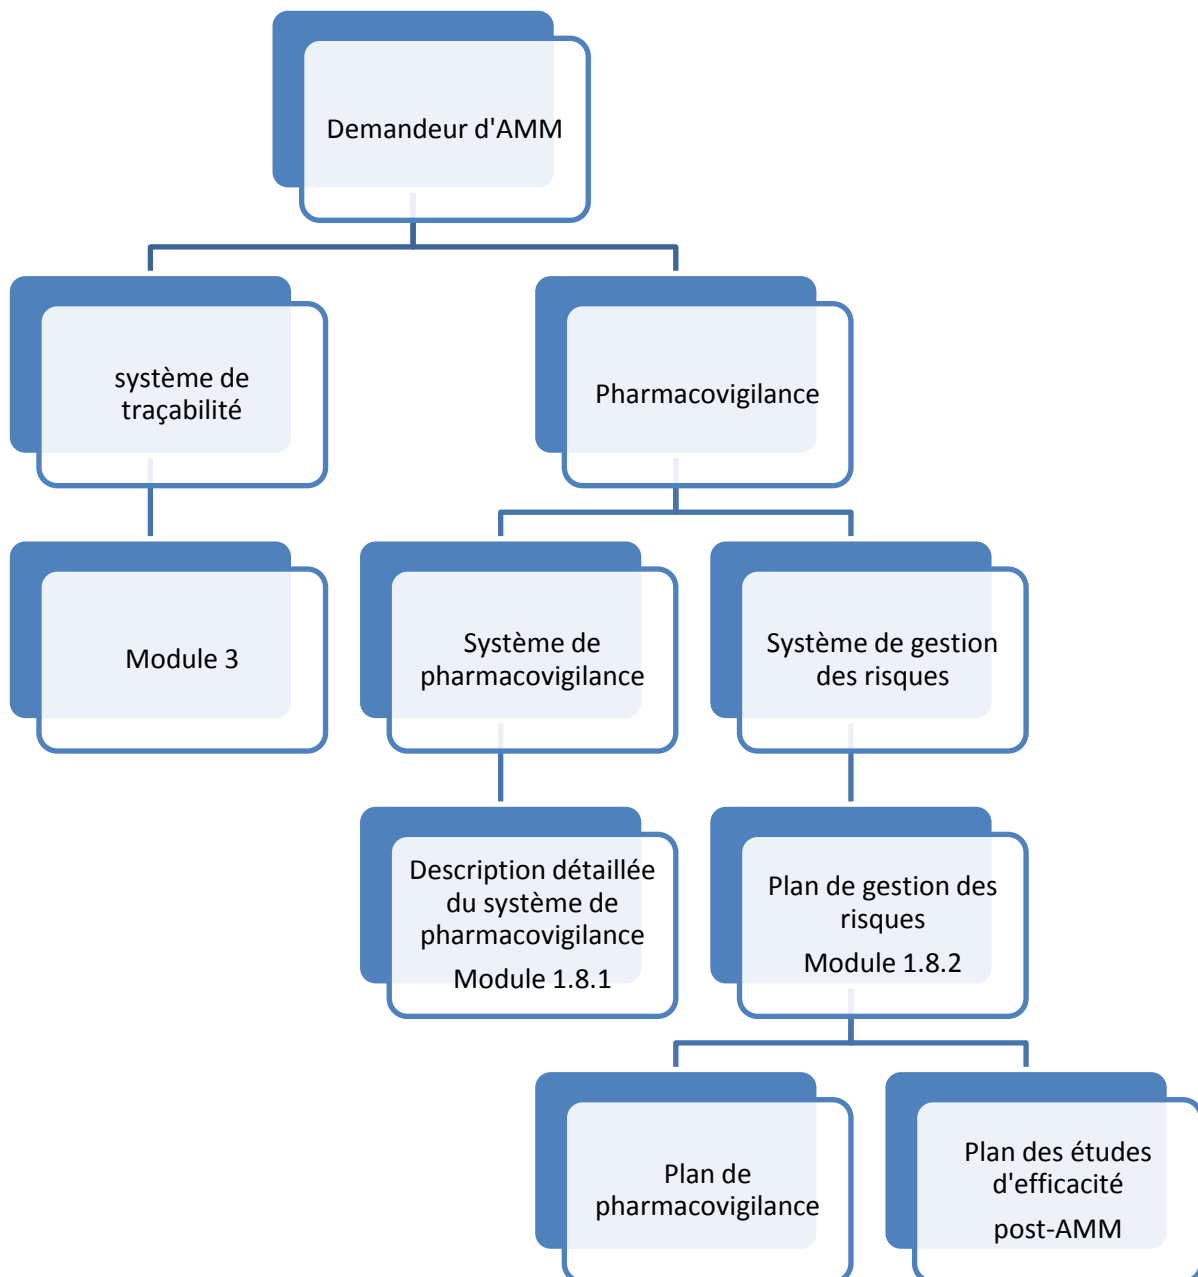 Demandeur d'AMM
système de
traçabilité
Pharmacovigilance
Module 3
Système de
pharmacovigilance
Système de gestion
des risques
Description détaillée
du système de
pharmacovigilance
Module 1.8.1
Plan de gestion des
risques
Module 1.8.2
Plan de
pharmacovigilance
Plan des études
d'efficacité
post-AMM